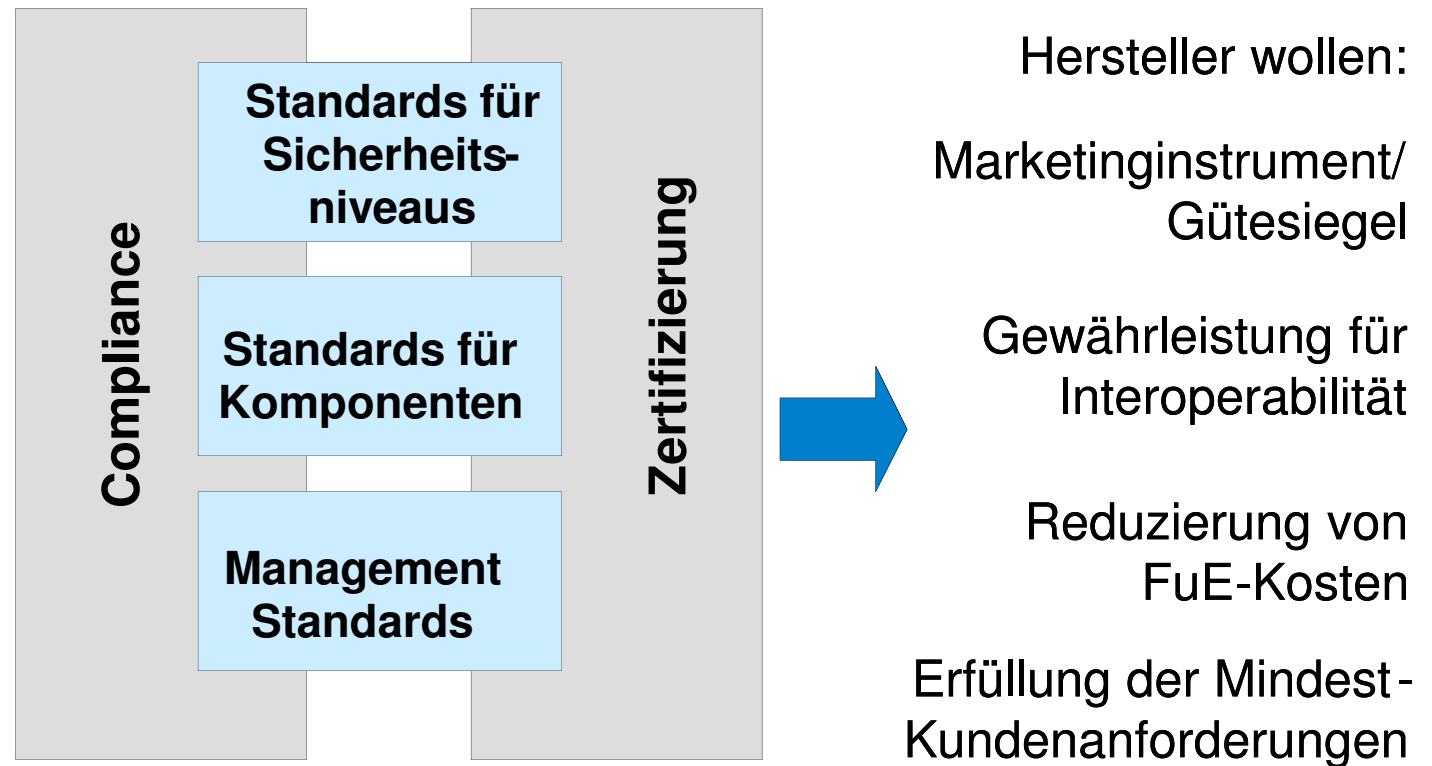 Compliance
Standards für
Sicherheits-
niveaus
Standards für
Komponenten
Management
Standards
Zertifizierung
Hersteller wollen:
Marketinginstrument/
Gütesiegel
Gewährleistung für
Interoperabilität
Reduzierung von
FuE-Kosten
Erfüllung der Mindest-
Kundenanforderungen